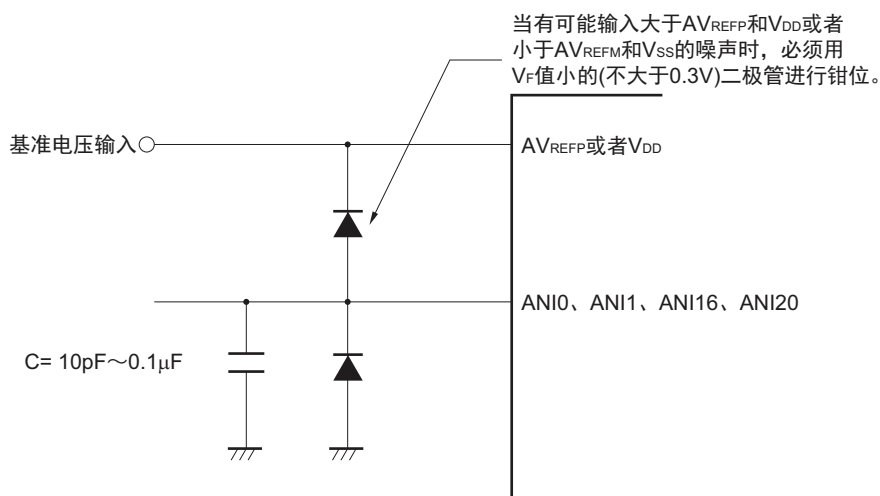 当有可能输入大于AVREFP和VDD或者
小于AVREFM和VSS的噪声时，必须用
VF值小的(不大于0.3V)二极管进行钳位。
基准电压输入
AVREFP或者VDD
ANI0、ANI1、ANI16、ANI20
C= 10pF～0.1μF